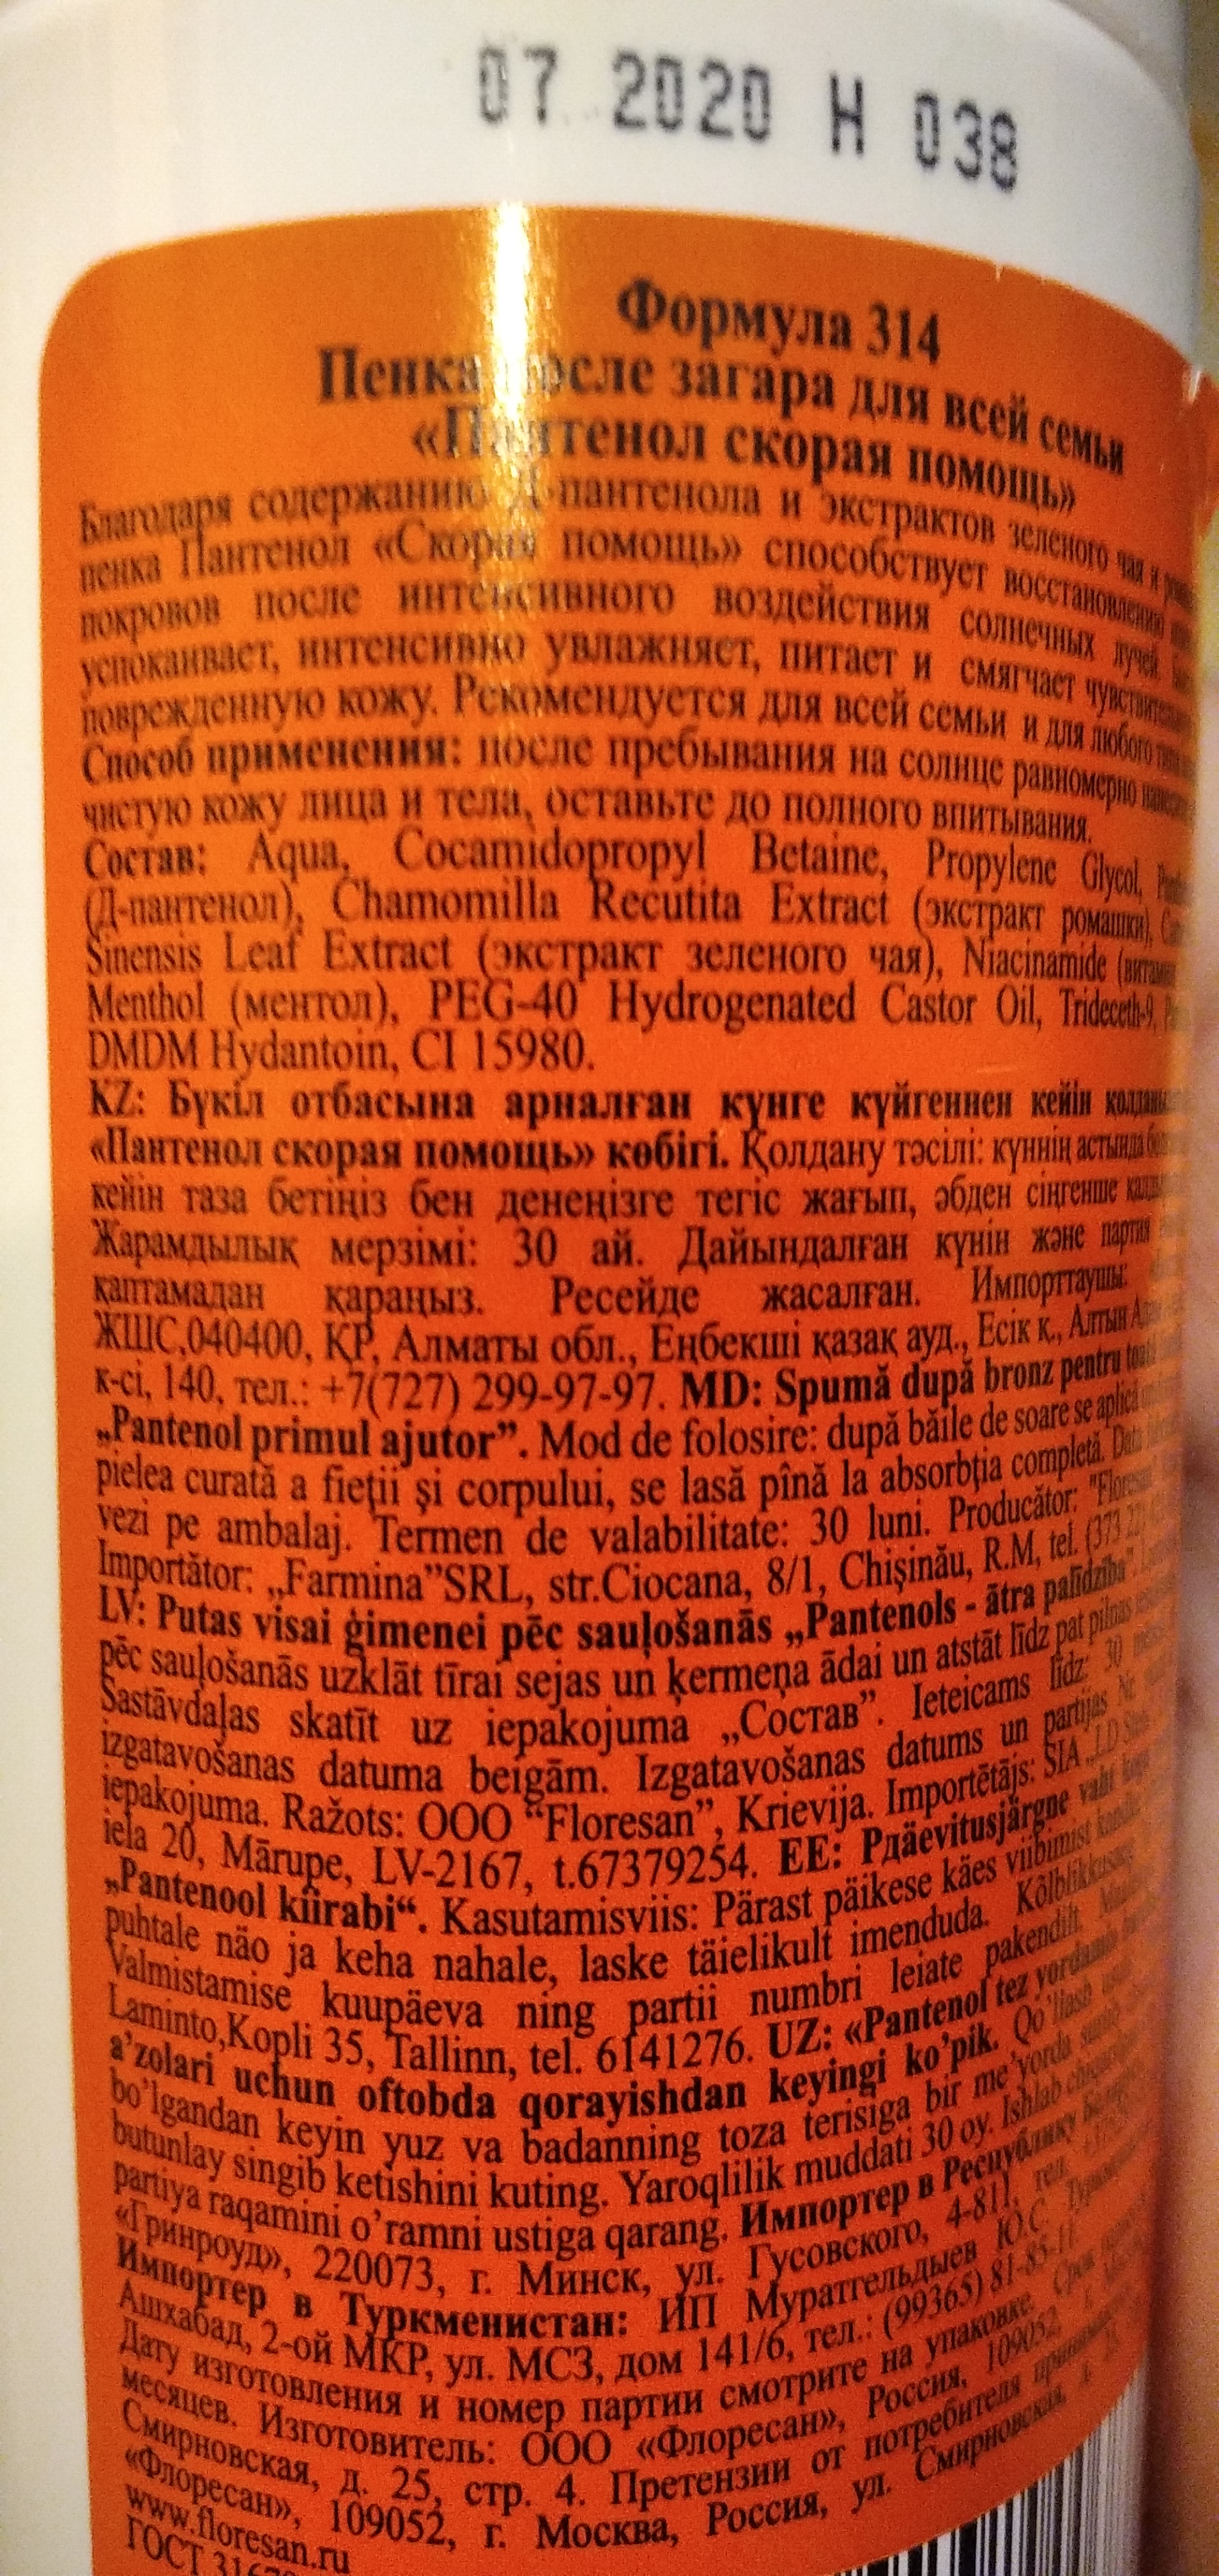 07 2020 H 038
Формула 314
Пенка после загара для всей семьи
«Пантенол скорая помощь»
Благодаря содержанию Д-пантенола и экстрактов зеленого чая и
пенка Пантенол «Скорая помощь» способствует восстановлению
покровов после интенсивного воздействия солнечных лучей.
успокаивает, интенсивно увлажняет, питает и смягчает
поврежденную кожу. Рекомендуется для всей семьи и для любого
Способ применения: после пребывания на солнце равномерно
чистую кожу лица и тела, оставьте до полного впитывания.
Состав: Aqua, Cocamidopropyl Betaine, Propylene Glycol,
(Д-пантенол), Chamomilla Recutita Extract (экстракт ромашки),
Sinensis Leaf Extract (экстракт зеленого чая), Niacinamide
Menthol (ментол), PEG-40 Hydrogenated Castor Oil, Trideceth-9,
DMDM Hydantoin, CI 15980.
KZ: Бүкіл отбасына арналған күнге күйгеннен кейін
«Пантенол скорая помощь» көбігі. Қолдану тәсілі: күннің астында
кейін таза бетіңіз бен денеңізге тегіс жағып, әбден сіңгенше
Жарамдылық мерзімі: 30 ай. Дайындалған күнін және партия
қаптамадан қараңыз. Ресейде жасалған. Импорттаушы:
ЖШС,040400, ҚР, Алматы обл., Еңбекші қазақ ауд., Есік қ., Алтын
к-сі, 140, тел.: +7(727) 299-97-97. MD: Spumă după bronz pentru
„Pantenol primul ajutor”. Mod de folosire: după băile de soare se aplică
pielea curată a fieţii şi corpului, se lasă pînă la absorbţia completă. Data
vezi pe ambalaj. Termen de valabilitate: 30 luni. Producător:
Importător: „Farmina”SRL, str.Ciocana, 8/1, Chişinău, R.M, tel.
LV: Putas visai ģimenei pēc sauļošanās „Pantenols - ātra palīdzība”.
pēc sauļošanās uzklāt tīrai sejas un ķermeņa ādai un atstāt līdz pat pilnas
Sastāvdaļas skatīt uz iepakojuma „Состав”. Ieteicams līdz: 30
izgatavošanas datuma beigām. Izgatavošanas datums un partijas
iepakojuma. Ražots: ООО “Floresan”, Krievija. Importētājs: SIA
iela 20, Mārupe, LV-2167, t.67379254. EE: Pдäevitusjärgne
„Pantenool kiirabi“. Kasutamisviis: Pärast päikese käes viibimist
puhtale näo ja keha nahale, laske täielikult imenduda.
Valmistamise kuupäeva ning partii numbri leiate pakendilt.
Laminto,Kopli 35, Tallinn, tel. 6141276. UZ: «Pantenol tez yordam
a’zolari uchun oftobda qorayishdan keyingi ko’pik.
bo’lgandan keyin yuz va badanning toza terisiga bir me’yorda
butunlay singib ketishini kuting. Yaroqlilik muddati 30 oy. Ishlab
partiya raqamini o’ramni ustiga qarang. Импортер в Республику
«Гринроуд», 220073, г. Минск, ул. Гусовского, 4-811, тел.
Импортер в Туркменистан: ИП Муратгельдыев Ю.С.
Ашхабад, 2-ой МКР, ул. МСЗ, дом 141/6, тел.: (99365) 81-85-11.
Дату изготовления и номер партии смотрите на упаковке.
месяцев. Изготовитель: ООО «Флоресан», Россия, 109052,
Смирновская, д. 25, стр. 4. Претензии от потребителя
«Флоресан», 109052, г. Москва, Россия, ул. Смирновская,
www.floresan.ru
ГОСТ